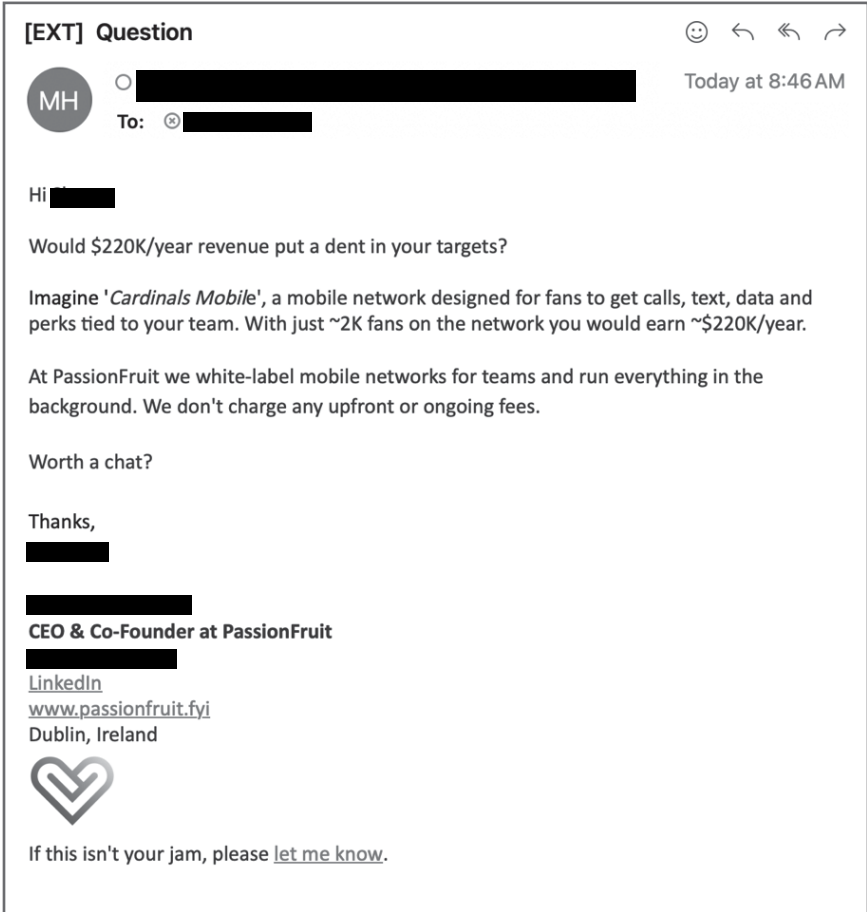 [EXT] Question
MH
Today at 8:46 AM
To:
Hi
Would $220K/year revenue put a dent in your targets?
Imagine 'Cardinals Mobile', a mobile network designed for fans to get calls, text, data and
perks tied to your team. With just ~2K fans on the network you would earn ~$220K/year.
At PassionFruit we white-label mobile networks for teams and run everything in the
background. We don't charge any upfront or ongoing fees.
Worth a chat?
Thanks,
CEO & Co-Founder at PassionFruit
LinkedIn
www.passionfruit.fyi
Dublin, Ireland
If this isn't your jam, please let me know.